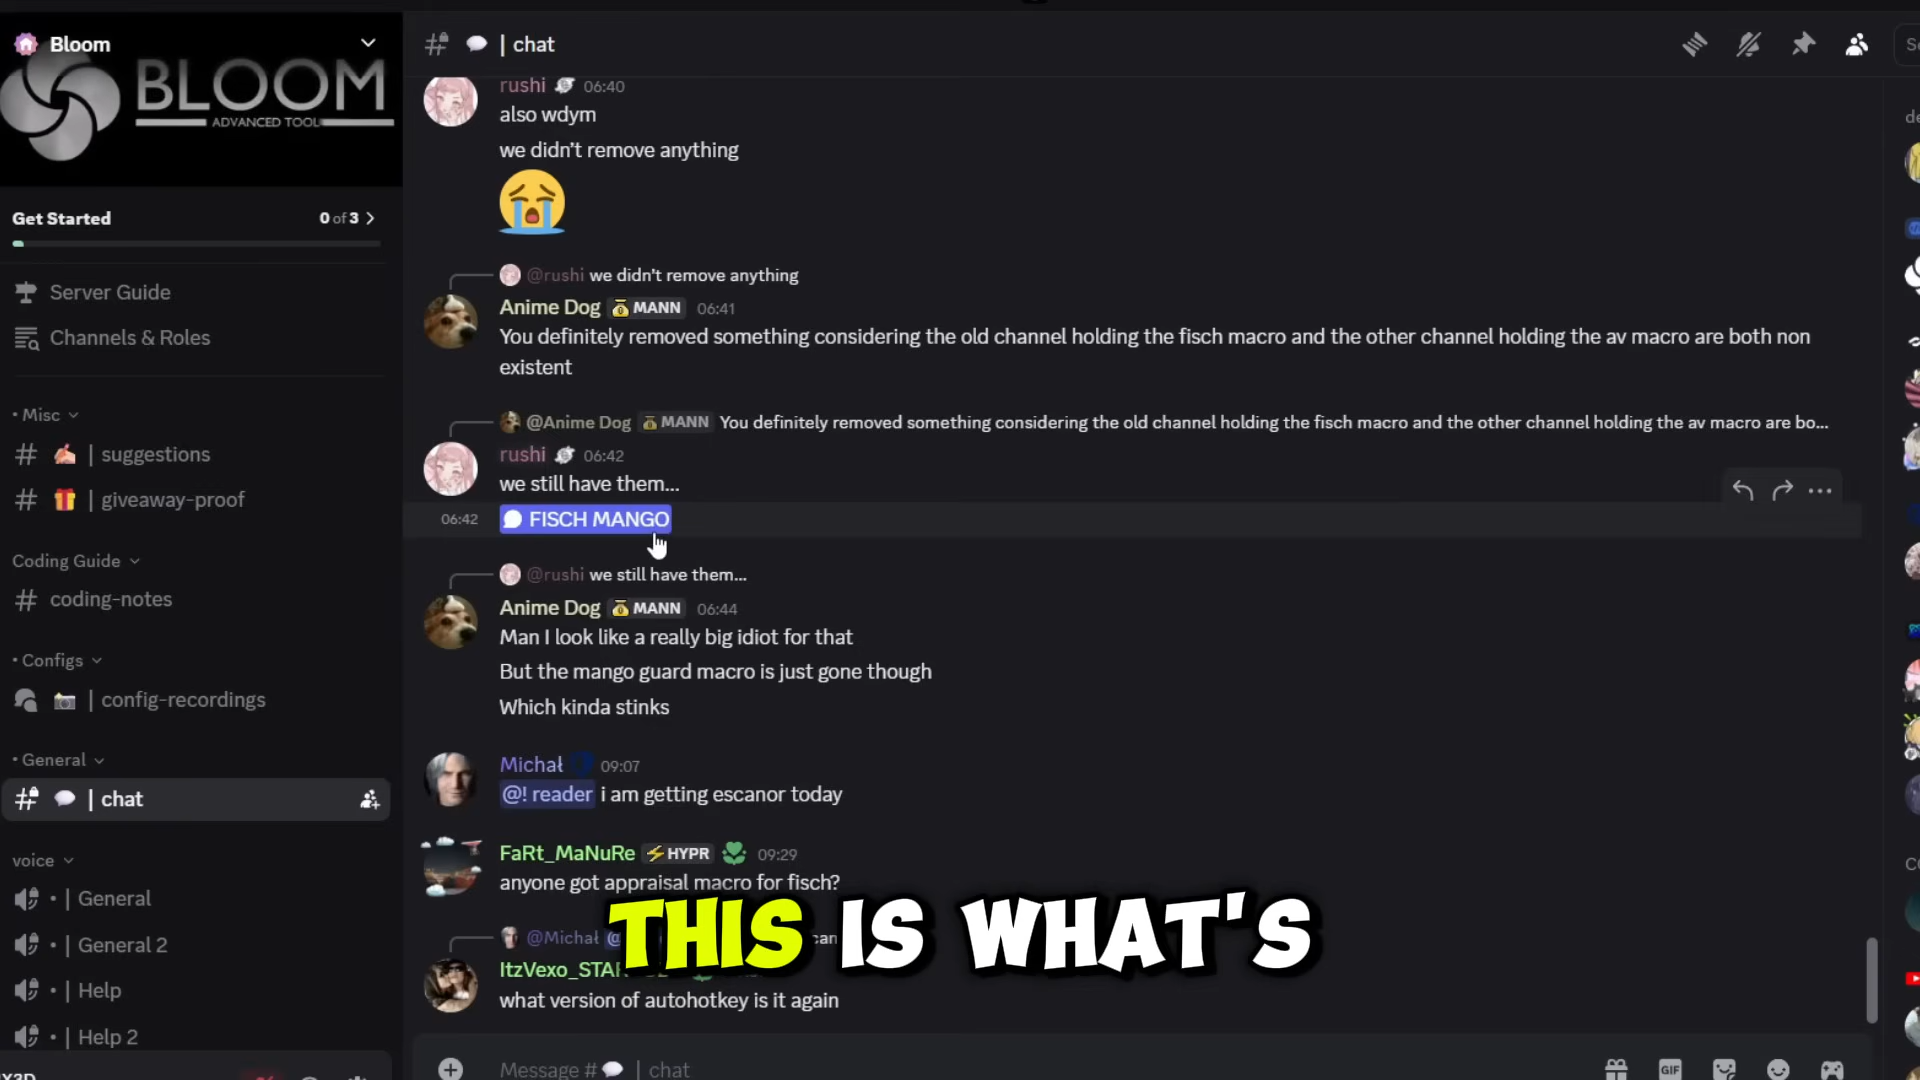 Bloom
BLOOM
ADVANCED TOOL
Get Started
0 of 3
Server Guide
Channels & Roles
• Misc
| suggestions
| giveaway-proof
Coding Guide
coding-notes
• Configs
| config-recordings
• General
| chat
voice
• | General
• | General 2
• | Help
• | Help 2
| chat
rushi 06:40
also wdym
we didn't remove anything
@rushi we didn't remove anything
Anime Dog MANN 06:41
You definitely removed something considering the old channel holding the fisch macro and the other channel holding the av macro are both non
existent
@Anime Dog MANN You definitely removed something considering the old channel holding the fisch macro and the other channel holding the av macro are bo...
rushi 06:42
we still have them...
06:42 FISCH MANGO
@rushi we still have them...
Anime Dog MANN 06:44
Man I look like a really big idiot for that
But the mango guard macro is just gone though
Which kinda stinks
Michał 09:07
@! reader i am getting escanor today
FaRt_MaNuRe HYPR 09:29
anyone got appraisal macro for fisch?
THIS IS WHAT'S
@Michał
what version of autohotkey is it again
Message # | chat
GIF